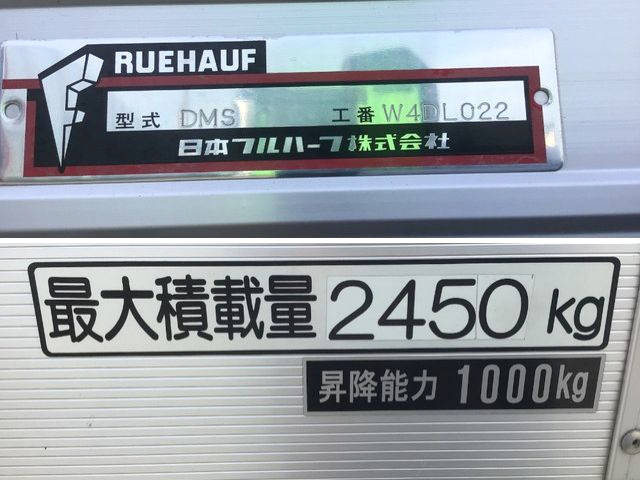 FRUEHAUF
型式 DMS 工番 W4DL022
日本フルハーフ株式会社
最大積載量 2450 kg
昇降能力 1000kg